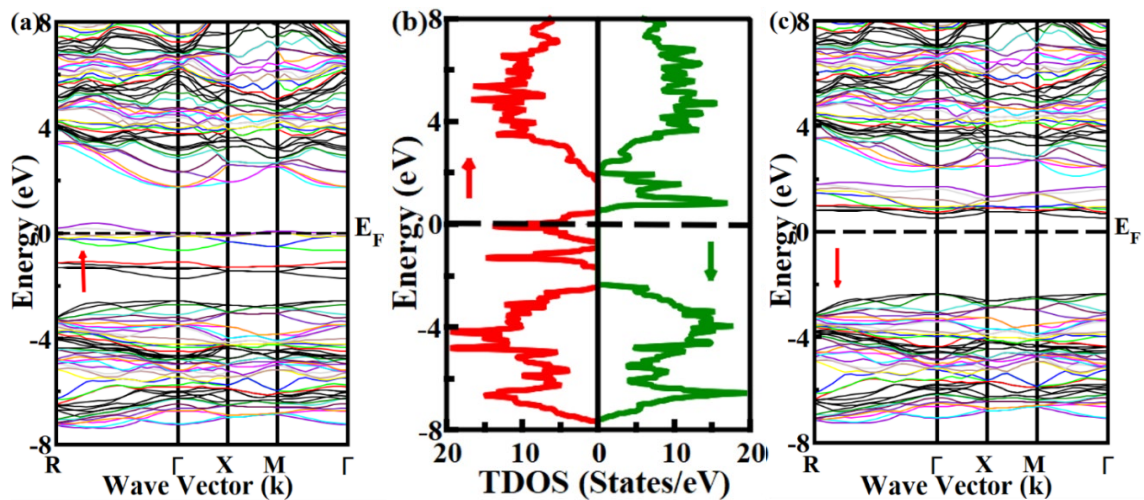 (a)
Energy (eV)
8
4
0
-4
-8
E_F
R Γ X M Γ
Wave Vector (k)
(b)
Energy (eV)
8
4
0
-4
-8
20 10 0 10 20
TDOS (States/eV)
(c)
Energy (eV)
8
4
0
-4
-8
E_F
R Γ X M Γ
Wave Vector (k)